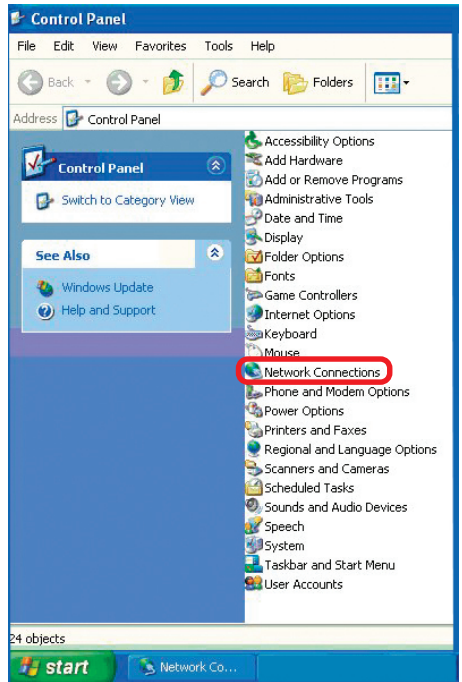 Control Panel
File Edit View Favorites Tools Help
Back Search Folders
Address Control Panel
Control Panel
Switch to Category View
See Also
Windows Update
Help and Support
Accessibility Options
Add Hardware
Add or Remove Programs
Administrative Tools
Date and Time
Display
Folder Options
Fonts
Game Controllers
Internet Options
Keyboard
Mouse
Network Connections
Phone and Modem Options
Power Options
Printers and Faxes
Regional and Language Options
Scanners and Cameras
Scheduled Tasks
Sounds and Audio Devices
Speech
System
Taskbar and Start Menu
User Accounts
24 objects
start Network Co...